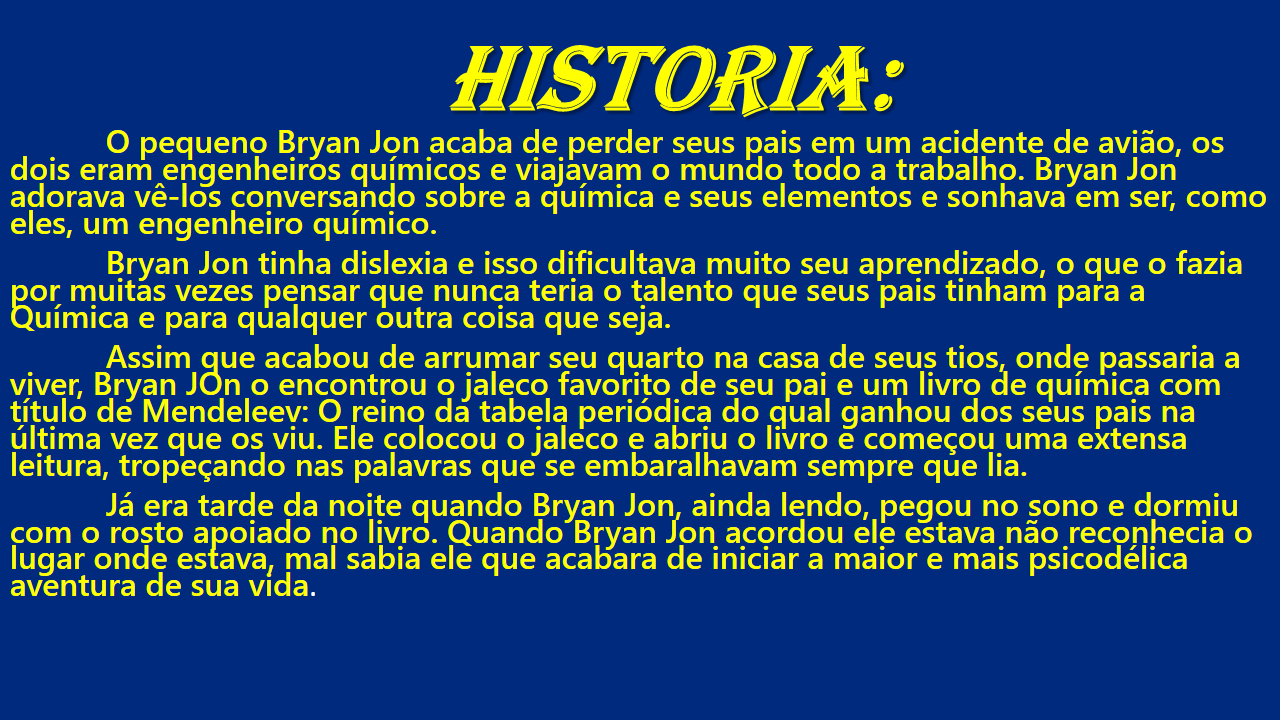 HISTORIA:
O pequeno Bryan Jon acaba de perder seus pais em um acidente de avião, os
dois eram engenheiros químicos e viajavam o mundo todo a trabalho. Bryan Jon
adorava vê-los conversando sobre a química e seus elementos e sonhava em ser, como
eles, um engenheiro químico.
Bryan Jon tinha dislexia e isso dificultava muito seu aprendizado, o que o fazia
por muitas vezes pensar que nunca teria o talento que seus pais tinham para a
Química e para qualquer outra coisa que seja.
Assim que acabou de arrumar seu quarto na casa de seus tios, onde passaria a
viver, Bryan JOn o encontrou o jaleco favorito de seu pai e um livro de química com
título de Mendeleev: O reino da tabela periódica do qual ganhou dos seus pais na
última vez que os viu. Ele colocou o jaleco e abriu o livro e começou uma extensa
leitura, tropeçando nas palavras que se embaralhavam sempre que lia.
Já era tarde da noite quando Bryan Jon, ainda lendo, pegou no sono e dormiu
com o rosto apoiado no livro. Quando Bryan Jon acordou ele estava não reconhecia o
lugar onde estava, mal sabia ele que acabara de iniciar a maior e mais psicodélica
aventura de sua vida.